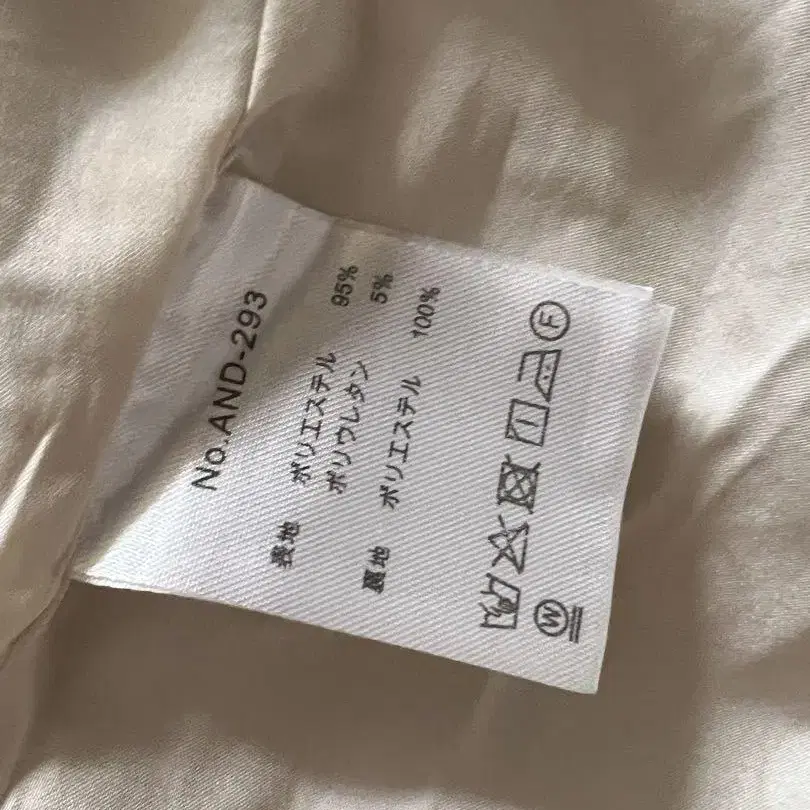 No.AND-293
表地 ポリエステル 95%
ポリウレタン 5%
裏地 ポリエステル 100%
F
W